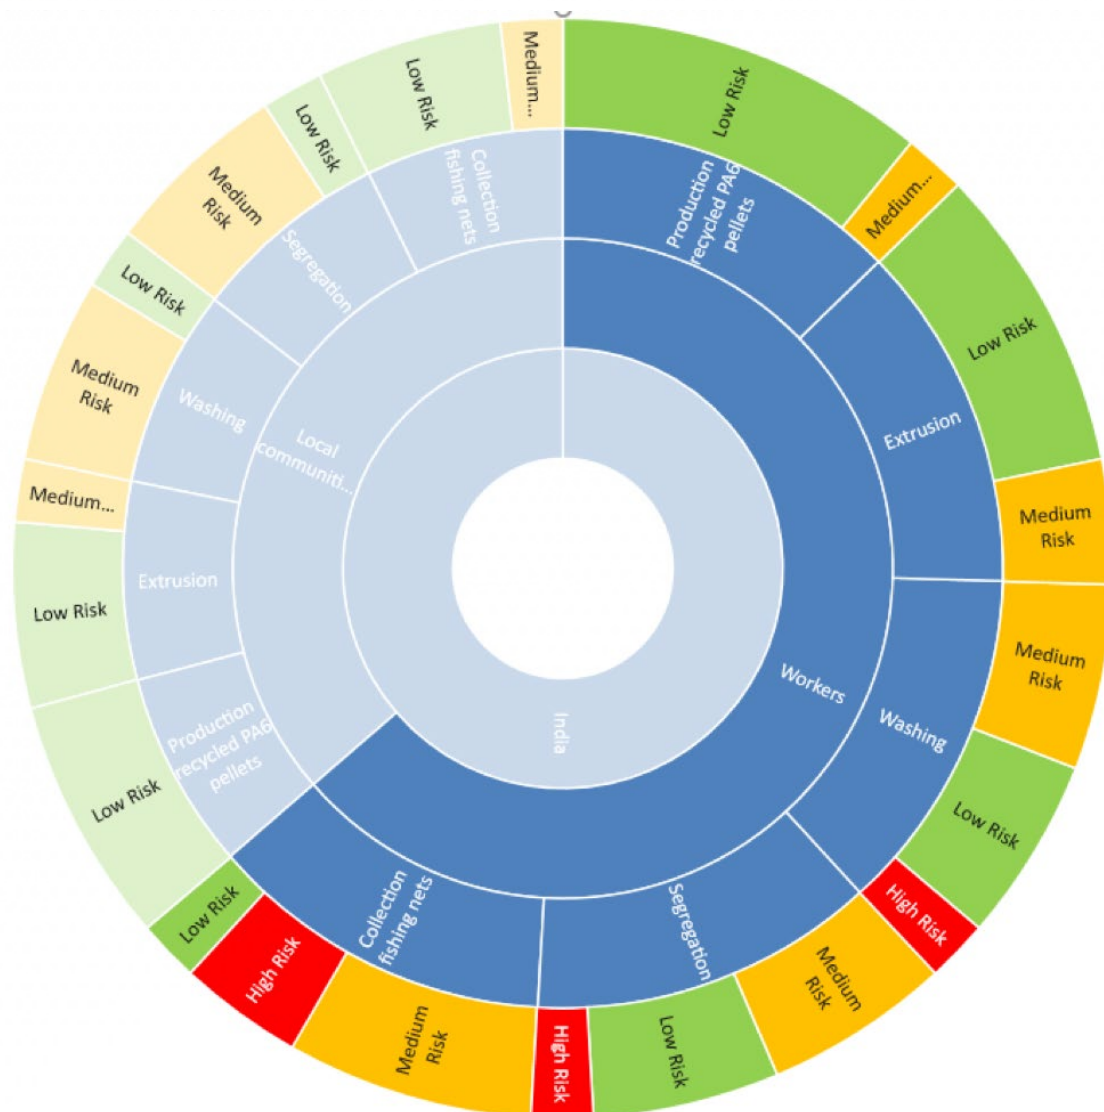 India
Workers
Production
recycled PA6
pellets
Low Risk
Medium...
Extrusion
Low Risk
Medium
Risk
Washing
Medium
Risk
Low Risk
High Risk
Segregation
Medium
Risk
Low Risk
High Risk
Collection
fishing nets
Medium
Risk
High Risk
Low Risk
Local
communiti...
Production
recycled PA6
pellets
Low Risk
Extrusion
Low Risk
Medium...
Washing
Medium
Risk
Low Risk
Segregation
Medium
Risk
Low Risk
Collection
fishing nets
Low Risk
Medium...